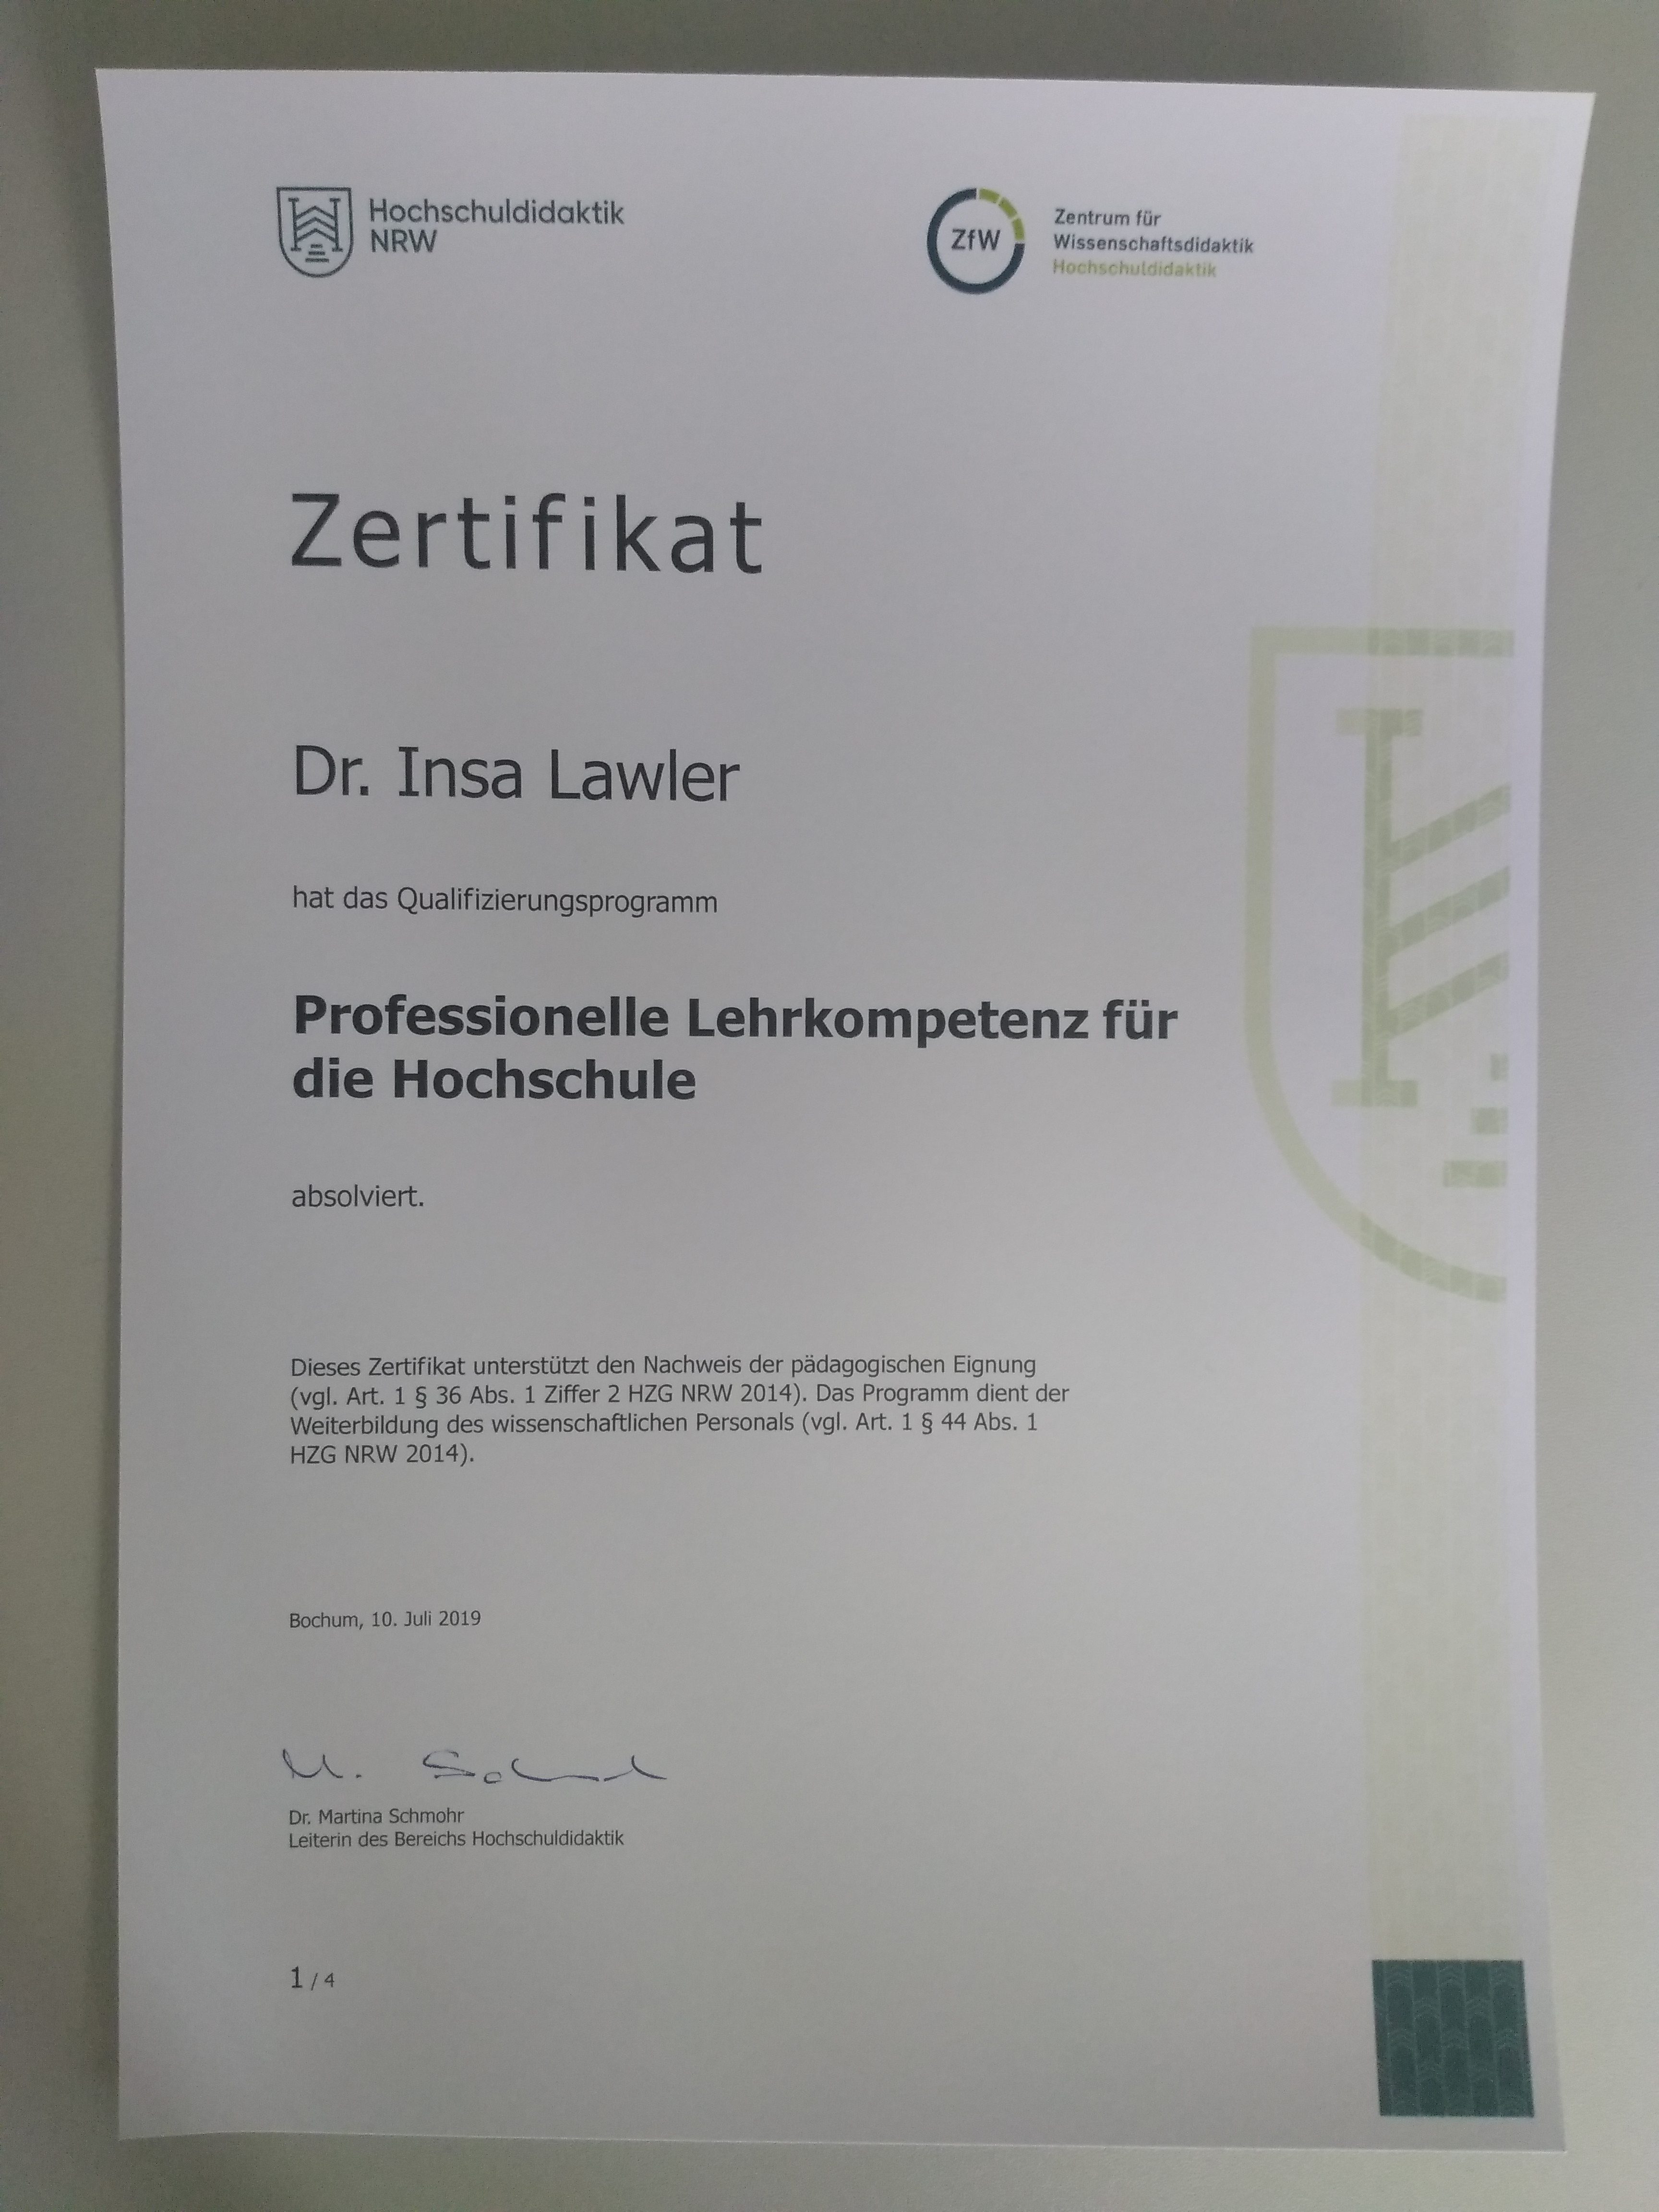 Hochschuldidaktik
NRW
ZfW
Zentrum für
Wissenschaftsdidaktik
Hochschuldidaktik
Zertifikat
Dr. Insa Lawler
hat das Qualifizierungsprogramm
Professionelle Lehrkompetenz für
die Hochschule
absolviert.
Dieses Zertifikat unterstützt den Nachweis der pädagogischen Eignung
(vgl. Art. 1 § 36 Abs. 1 Ziffer 2 HZG NRW 2014). Das Programm dient der
Weiterbildung des wissenschaftlichen Personals (vgl. Art. 1 § 44 Abs. 1
HZG NRW 2014).
Bochum, 10. Juli 2019
Dr. Martina Schmohr
Leiterin des Bereichs Hochschuldidaktik
1 / 4